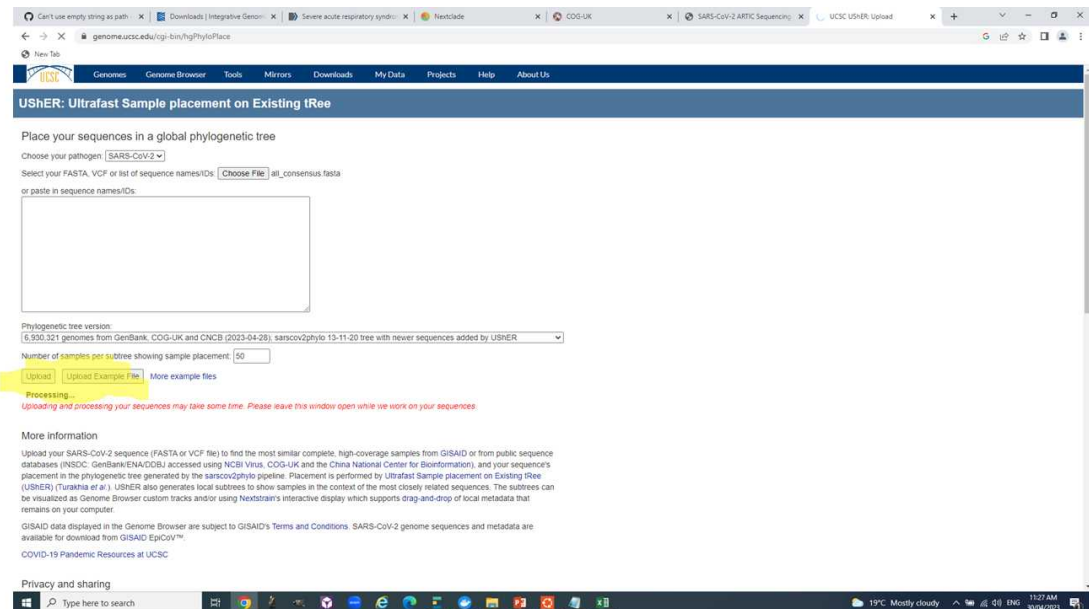 Can't use empty string as path
Downloads | Integrative Genom
Severe acute respiratory syndro
Nextclade
COG-UK
SARS-CoV-2 ARTIC Sequencing
UCSC UShER: Upload
genome.ucsc.edu/cgi-bin/hgPhyloPlace
New Tab
UCSC Genomes Genome Browser Tools Mirrors Downloads My Data Projects Help About Us
UShER: Ultrafast Sample placement on Existing tRee
Place your sequences in a global phylogenetic tree
Choose your pathogen: SARS-CoV-2
Select your FASTA, VCF or list of sequence names/IDs: Choose File all_consensus.fasta
or paste in sequence names/IDs:
Phylogenetic tree version:
6,930,321 genomes from GenBank, COG-UK and CNCB (2023-04-28); sarscov2phylo 13-11-20 tree with newer sequences added by UShER
Number of samples per subtree showing sample placement: 50
Upload Upload Example File More example files
Processing...
Uploading and processing your sequences may take some time. Please leave this window open while we work on your sequences.
More information
Upload your SARS-CoV-2 sequence (FASTA or VCF file) to find the most similar complete, high-coverage samples from GISAID or from public sequence
databases (INSDC: GenBank/ENA/DDBJ accessed using NCBI Virus, COG-UK and the China National Center for Bioinformation), and your sequence's
placement in the phylogenetic tree generated by the sarscov2phylo pipeline. Placement is performed by Ultrafast Sample placement on Existing tRee
(UShER) (Turakhia et al.). UShER also generates local subtrees to show samples in the context of the most closely related sequences. The subtrees can
be visualized as Genome Browser custom tracks and/or using Nextstrain's interactive display which supports drag-and-drop of local metadata that
remains on your computer.
GISAID data displayed in the Genome Browser are subject to GISAID's Terms and Conditions. SARS-CoV-2 genome sequences and metadata are
available for download from GISAID EpiCoV™.
COVID-19 Pandemic Resources at UCSC
Privacy and sharing
Type here to search
19°C Mostly cloudy
ENG
11:27 AM
30/04/2023